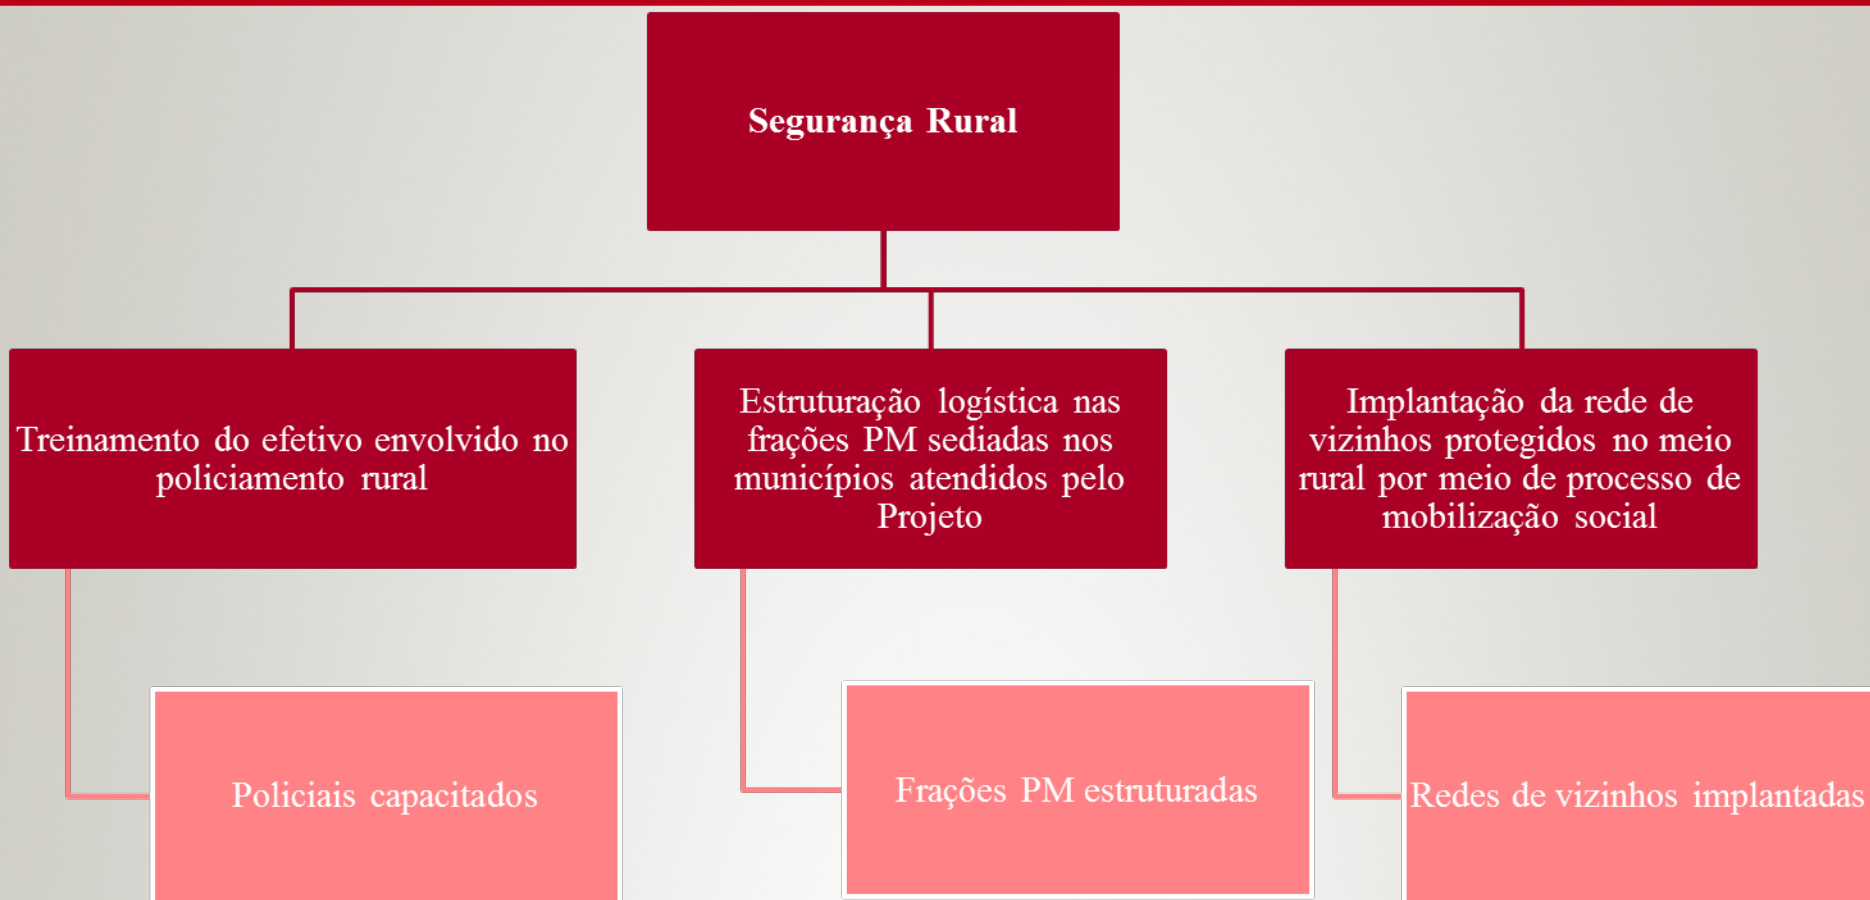 Segurança Rural
Treinamento do efetivo envolvido no
policiamento rural
Estruturação logística nas
frações PM sediadas nos
municípios atendidos pelo
Projeto
Implantação da rede de
vizinhos protegidos no meio
rural por meio de processo de
mobilização social
Policiais capacitados
Frações PM estruturadas
Redes de vizinhos implantadas